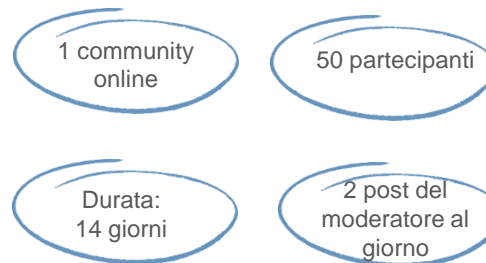 1 community
online
50 partecipanti
Durata:
14 giorni
2 post del
moderatore al
giorno